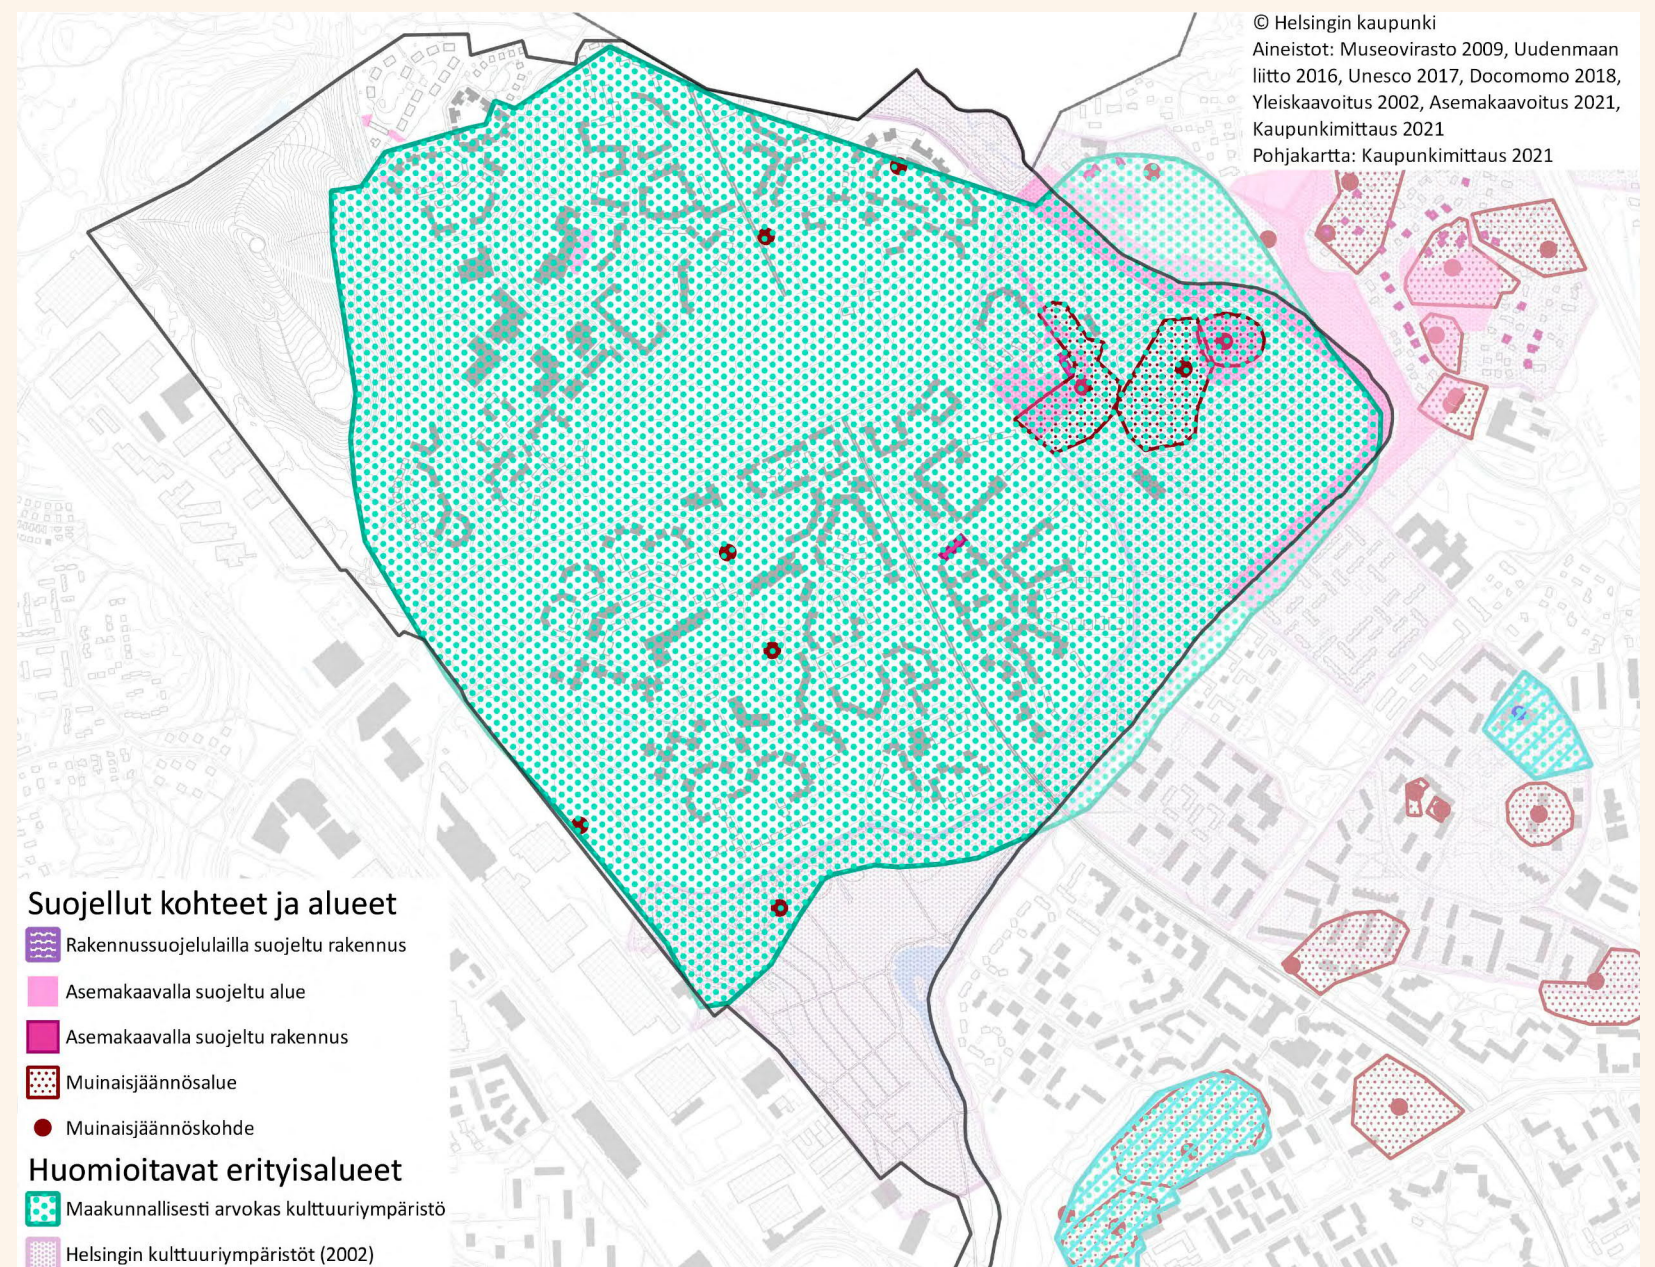 © Helsingin kaupunki
Aineistot: Museovirasto 2009, Uudenmaan
liitto 2016, Unesco 2017, Docomomo 2018,
Yleiskaavoitus 2002, Asemakaavoitus 2021,
Kaupunkimittaus 2021
Pohjakartta: Kaupunkimittaus 2021
Suojellut kohteet ja alueet
Rakennussuojelulailla suojeltu rakennus
Asemakaavalla suojeltu alue
Asemakaavalla suojeltu rakennus
Muinaisjäännösalue
Muinaisjäännöskohde
Huomioitavat erityisalueet
Maakunnallisesti arvokas kulttuuriympäristö
Helsingin kulttuuriympäristöt (2002)